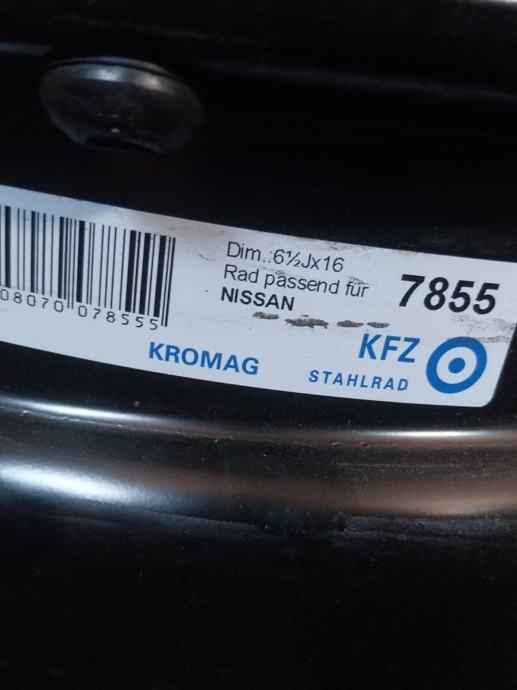 Dim.:6½Jx16
Rad passend für
NISSAN
7855
08070 078555
KROMAG
KFZ
STAHLRAD